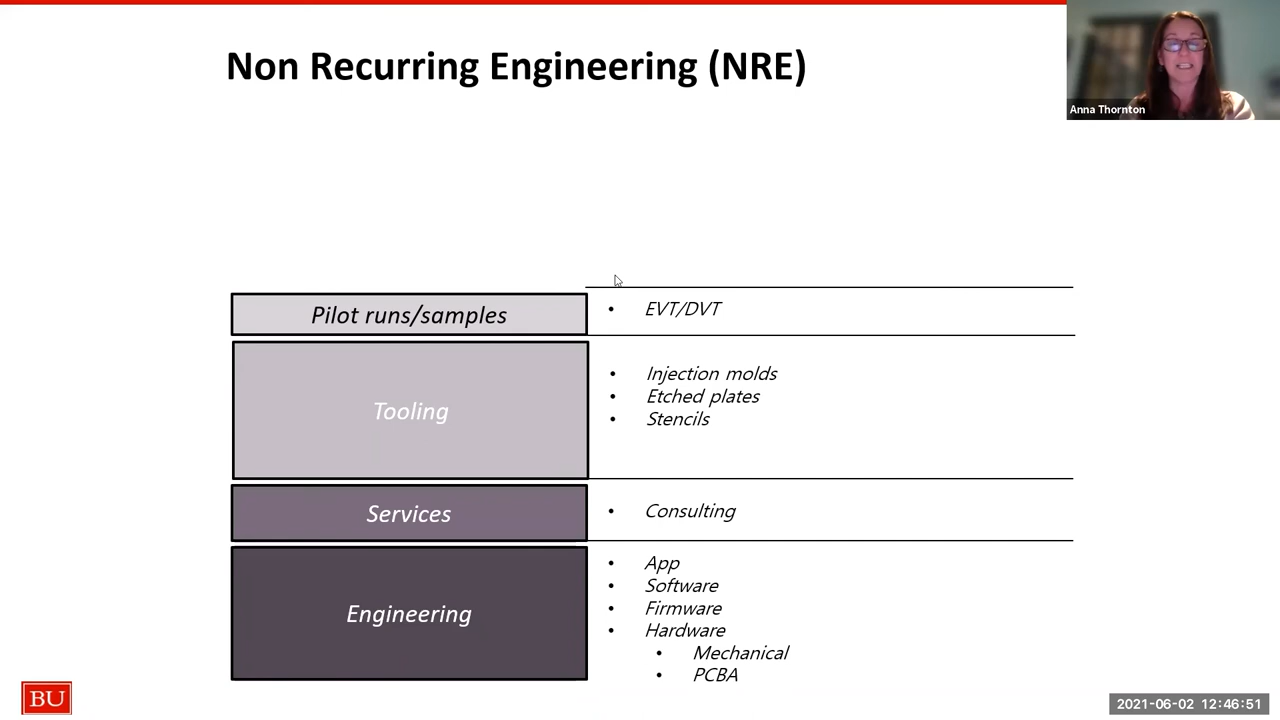 Non Recurring Engineering (NRE)
Anna Thornton
Pilot runs/samples
• EVT/DVT
Tooling
• Injection molds
• Etched plates
• Stencils
Services
• Consulting
Engineering
• App
• Software
• Firmware
• Hardware
• Mechanical
• PCBA
BU
2021-06-02 12:46:51